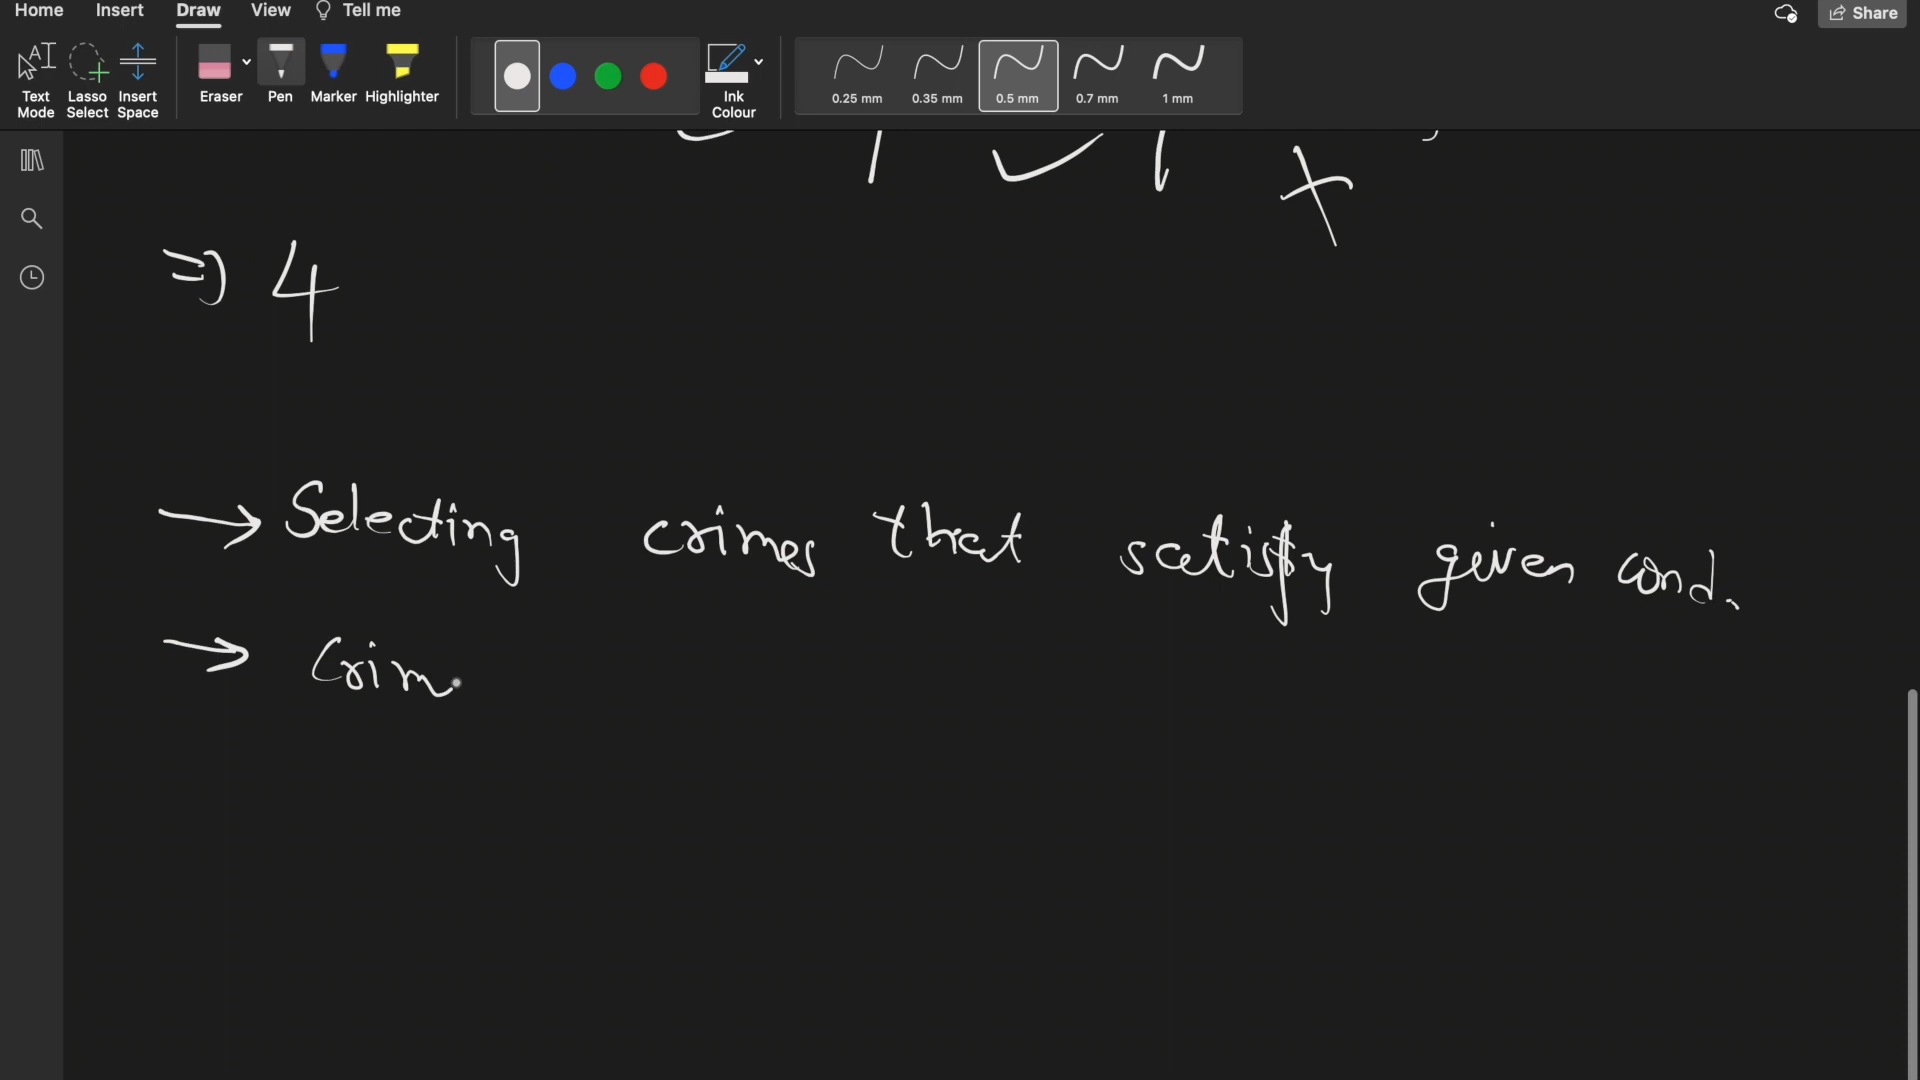 Home Insert Draw View Tell me Share
Text Mode Lasso Select Insert Space Eraser Pen Marker Highlighter Ink Colour 0.25 mm 0.35 mm 0.5 mm 0.7 mm 1 mm
=) 4
→ Selecting crimes that satisfy given cond.
→ Crim